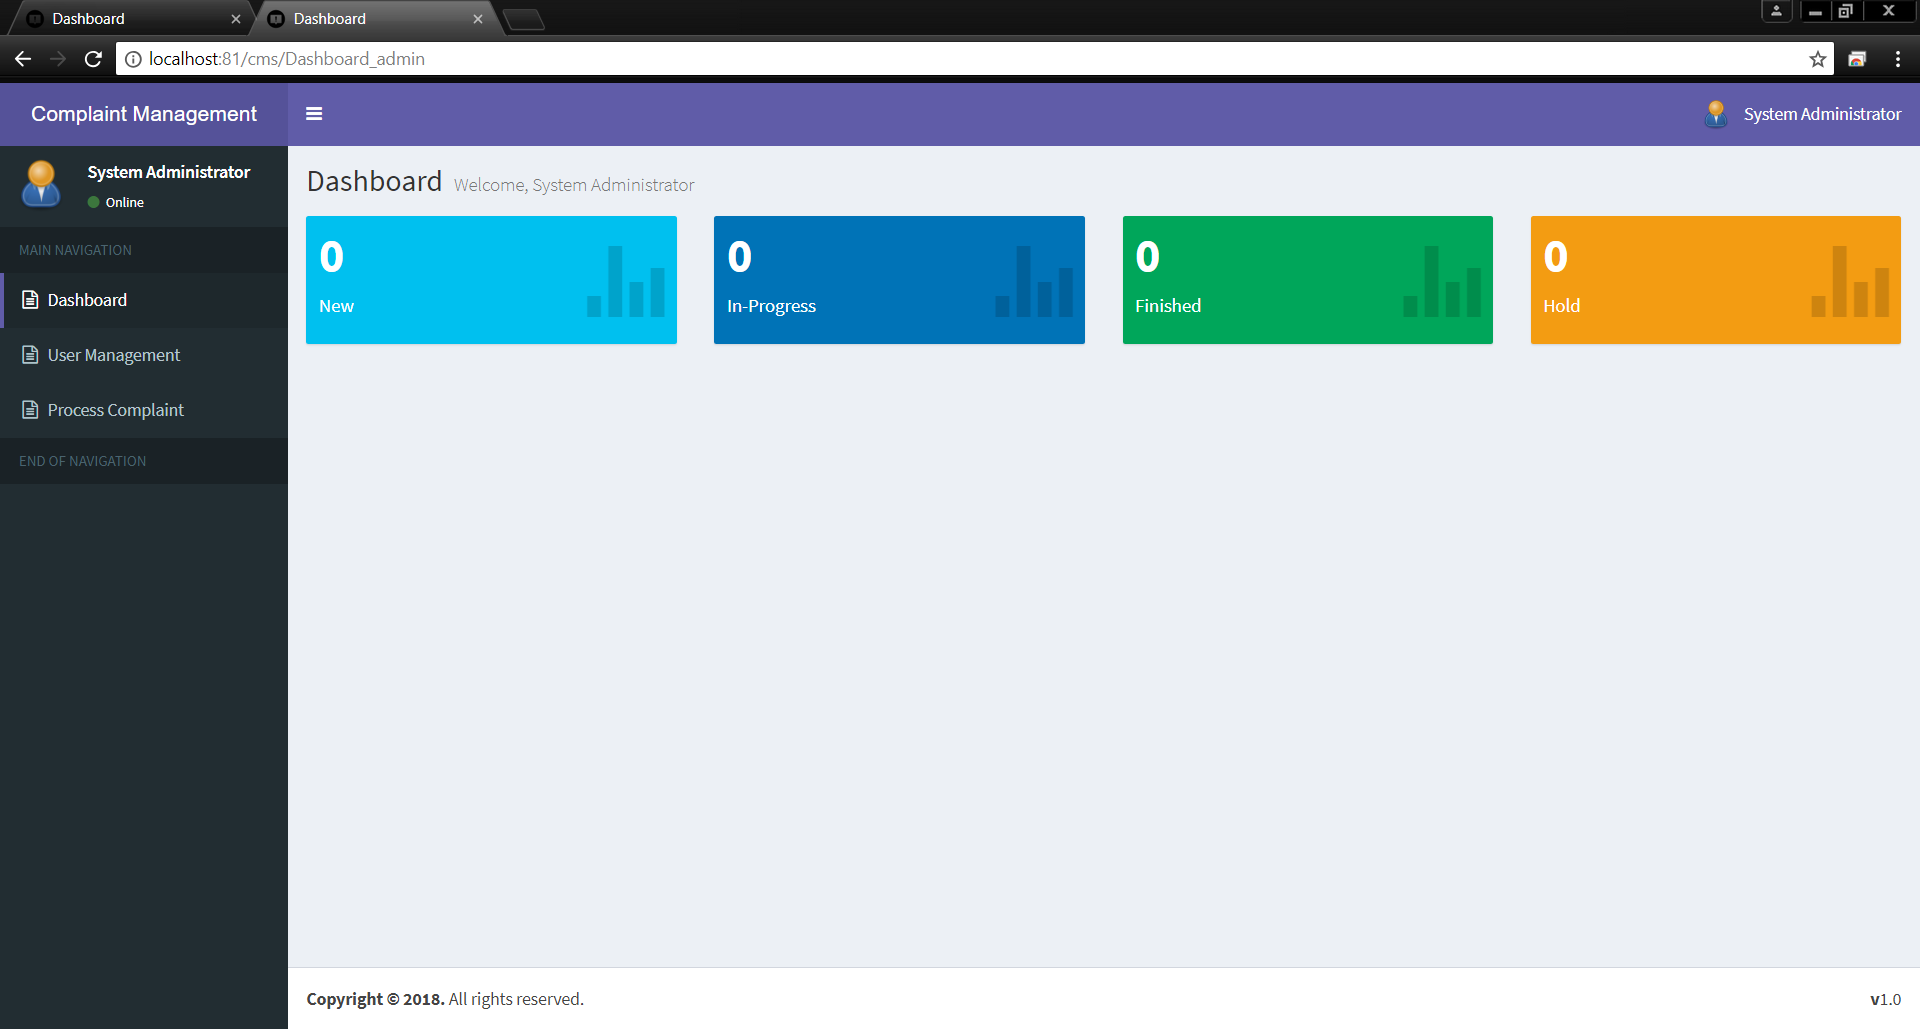 Dashboard
Dashboard
localhost:81/cms/Dashboard_admin
Complaint Management
System Administrator
System Administrator
Online
MAIN NAVIGATION
Dashboard
User Management
Process Complaint
END OF NAVIGATION
Dashboard Welcome, System Administrator
0
New
0
In-Progress
0
Finished
0
Hold
Copyright © 2018. All rights reserved.
v1.0